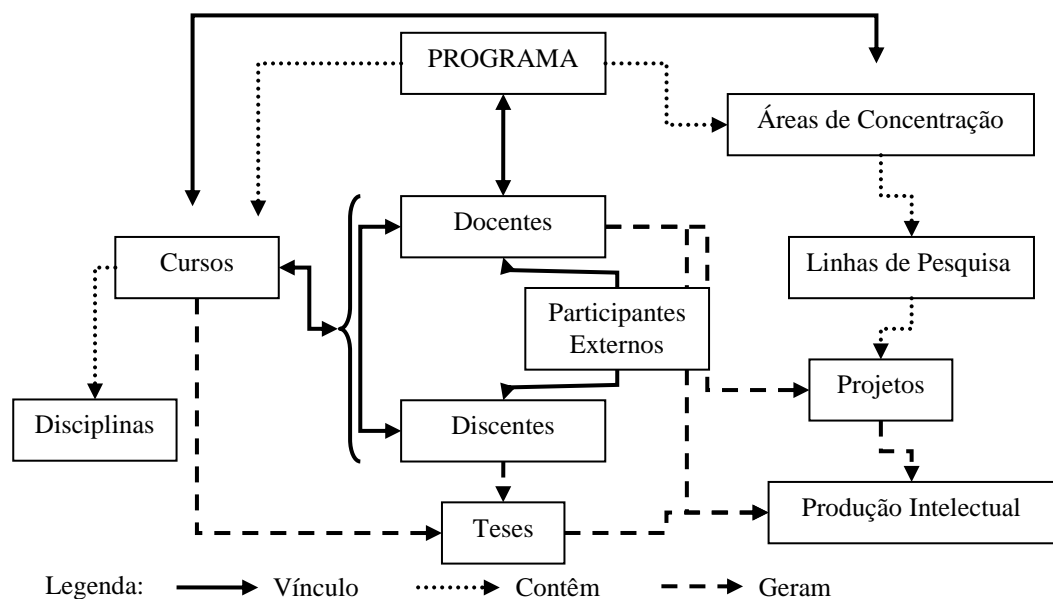 PROGRAMA
Áreas de Concentração
Docentes
Cursos
Linhas de Pesquisa
Participantes
Externos
Projetos
Disciplinas
Discentes
Produção Intelectual
Teses
Legenda: Vínculo Contêm Geram